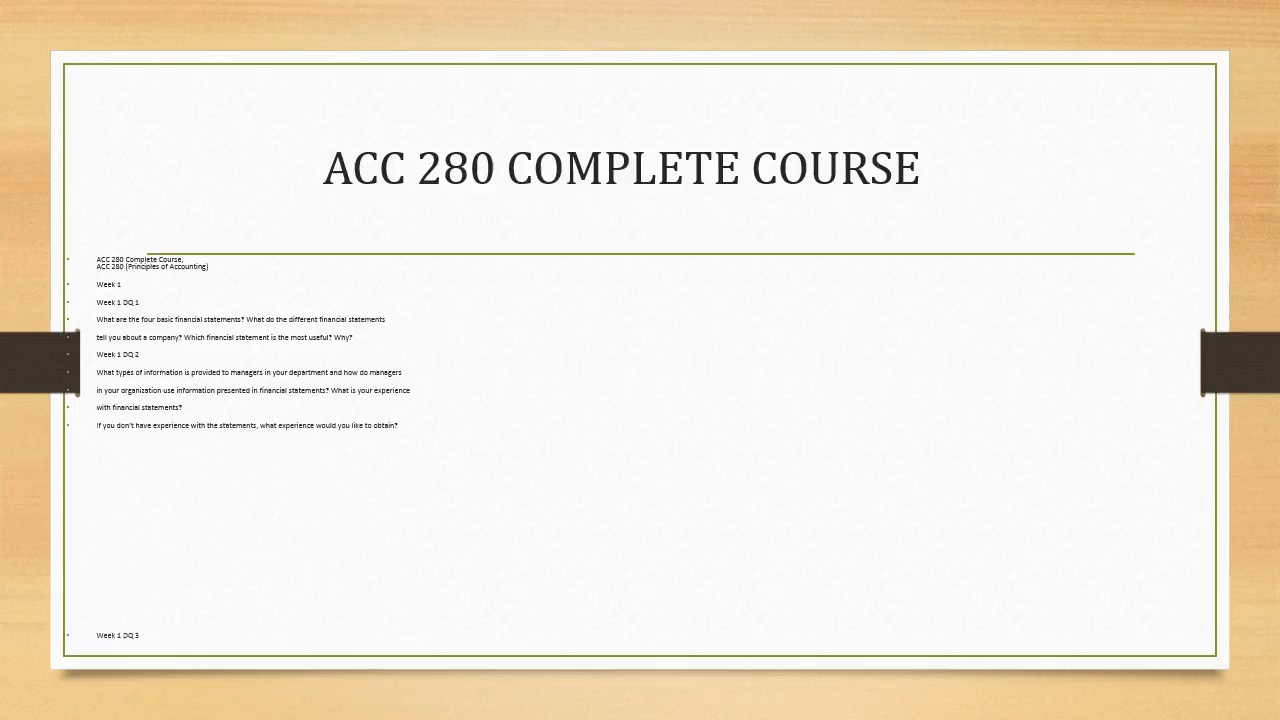 ACC 280 COMPLETE COURSE
• ACC 280 Complete Course,
ACC 280 (Principles of Accounting)
• Week 1
• Week 1 DQ 1
• What are the four basic financial statements? What do the different financial statements
• tell you about a company? Which financial statement is the most useful? Why?
• Week 1 DQ 2
• What types of information is provided to managers in your department and how do managers
• in your organization use information presented in financial statements? What is your experience
• with financial statements?
• If you don't have experience with the statements, what experience would you like to obtain?
• Week 1 DQ 3